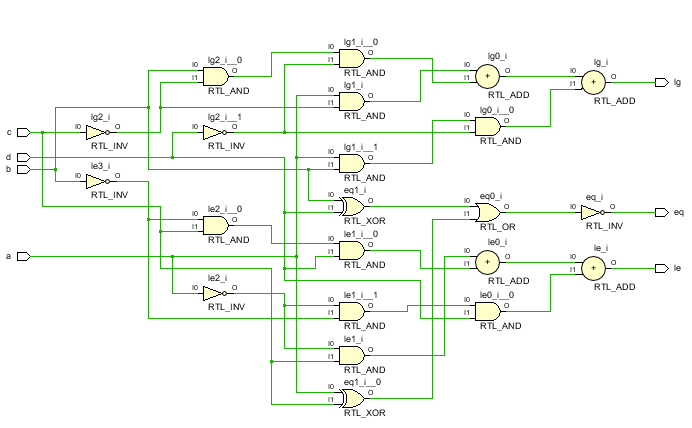 lg2_i__0
I0
O
I1
RTL_AND
lg1_i__0
I0
O
I1
RTL_AND
lg0_i
I0
O
I1
+
RTL_ADD
lg_i
I0
O
I1
+
RTL_ADD
lg
lg1_i
I0
O
I1
RTL_AND
c
lg2_i
I0
O
RTL_INV
lg2_i__1
I0
O
RTL_INV
lg0_i__0
I0
O
I1
RTL_AND
d
b
lg1_i__1
I0
O
I1
RTL_AND
le3_i
I0
O
RTL_INV
eq1_i
I0
O
I1
RTL_XOR
eq0_i
I0
O
I1
RTL_OR
eq_i
I0
O
RTL_INV
eq
le2_i__0
I0
O
I1
RTL_AND
le1_i__0
I0
O
I1
RTL_AND
a
le0_i
I0
O
I1
+
RTL_ADD
le_i
I0
O
I1
+
RTL_ADD
le
le2_i
I0
O
RTL_INV
le1_i__1
I0
O
I1
RTL_AND
le0_i__0
I0
O
I1
RTL_AND
le1_i
I0
O
I1
RTL_AND
eq1_i__0
I0
O
I1
RTL_XOR